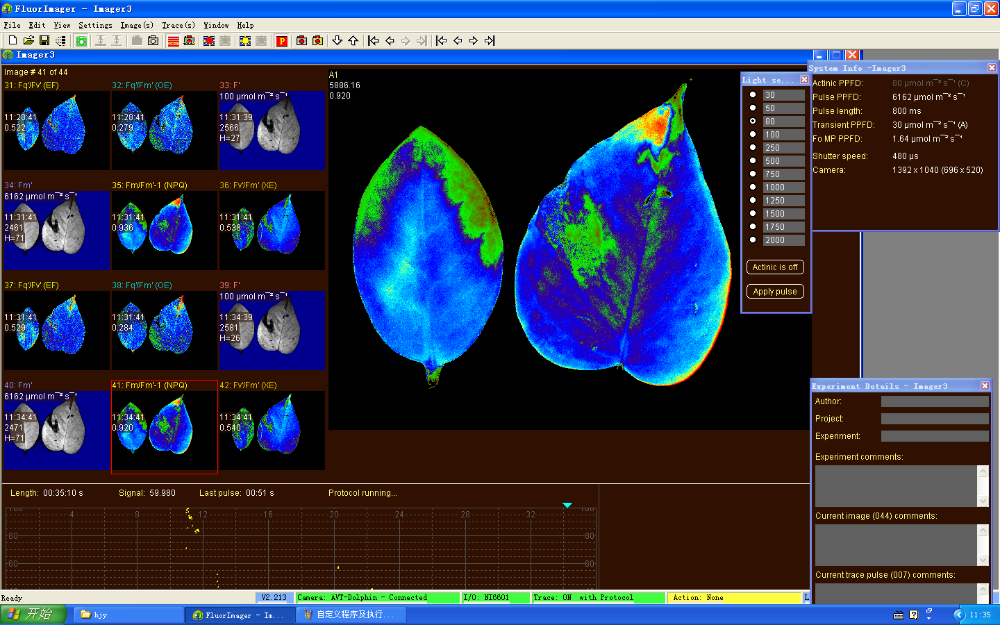 FluorImager - Imager3
File Edit View Settings Image(s) Trace(s) Window Help
Imager3
Image # 41 of 44
31: Fq'/Fv' (EF)
11:28:41
0.522
32: Fq'/Fm' (OE)
11:28:41
0.279
33: F'
100 µmol m¯² s¯¹
11:31:39
2566
H=27
34: Fm'
6162 µmol m¯² s¯¹
11:31:41
2461
H=71
35: Fm/Fm'-1 (NPQ)
11:31:41
0.936
36: Fv'/Fm' (XE)
11:31:41
0.538
37: Fq'/Fv' (EF)
11:31:41
0.529
38: Fq'/Fm' (OE)
11:31:41
0.284
39: F'
100 µmol m¯² s¯¹
11:34:39
2581
H=26
40: Fm'
6162 µmol m¯² s¯¹
11:34:41
2471
H=71
41: Fm/Fm'-1 (NPQ)
11:34:41
0.920
42: Fv'/Fm' (XE)
11:34:41
0.540
A1
5886.16
0.920
Light se...
30
50
80
100
250
500
750
1000
1250
1500
1750
2000
Actinic is off
Apply pulse
System Info -Imager3
Actinic PPFD: 80 µmol m¯² s¯¹ (C)
Pulse PPFD: 6162 µmol m¯² s¯¹
Pulse length: 800 ms
Transient PPFD: 30 µmol m¯² s¯¹ (A)
Fo MP PPFD: 1.64 µmol m¯² s¯¹
Shutter speed: 480 µs
Camera: 1392 x 1040 (696 x 520)
Experiment Details - Imager3
Author:
Project:
Experiment:
Experiment comments:
Current image (044) comments:
Current trace pulse (007) comments:
Length: 00:35:10 s Signal: 59.980 Last pulse: 00:51 s Protocol running...
100 4 8 12 16 20 24 28 32 100
80 80
60 60
Ready V2.213 Camera: AVT-Dolphin - Connected I/O: NI6601 Trace: ON with Protocol Action: None L
开始 hjy FluorImager - Im... 自定义程序及执行... 11:35